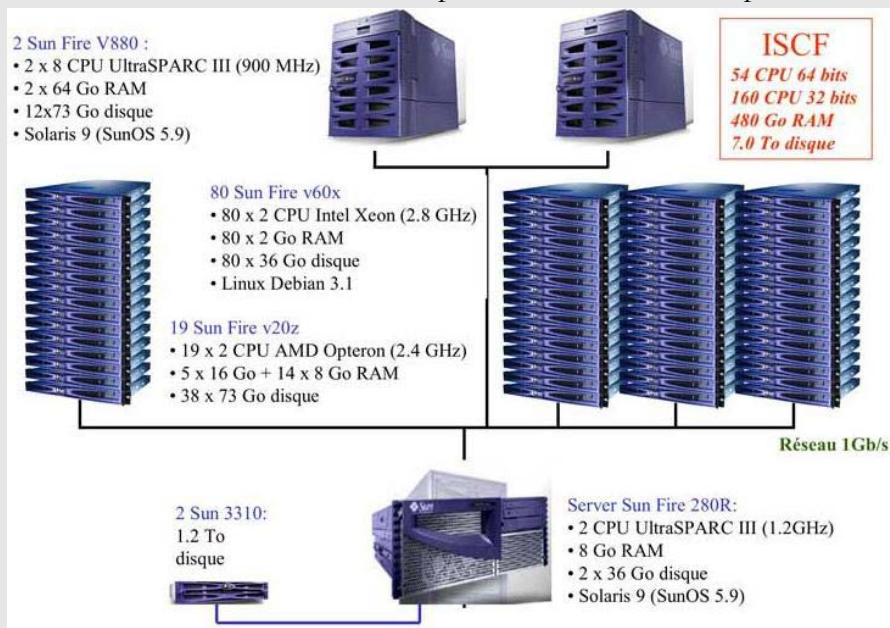 2 Sun Fire V880 :
• 2 x 8 CPU UltraSPARC III (900 MHz)
• 2 x 64 Go RAM
• 12x73 Go disque
• Solaris 9 (SunOS 5.9)
ISCF
54 CPU 64 bits
160 CPU 32 bits
480 Go RAM
7.0 To disque
80 Sun Fire v60x
• 80 x 2 CPU Intel Xeon (2.8 GHz)
• 80 x 2 Go RAM
• 80 x 36 Go disque
• Linux Debian 3.1
19 Sun Fire v20z
• 19 x 2 CPU AMD Opteron (2.4 GHz)
• 5 x 16 Go + 14 x 8 Go RAM
• 38 x 73 Go disque
Réseau 1Gb/s
2 Sun 3310:
1.2 To
disque
Sun
Server Sun Fire 280R:
• 2 CPU UltraSPARC III (1.2GHz)
• 8 Go RAM
• 2 x 36 Go disque
• Solaris 9 (SunOS 5.9)